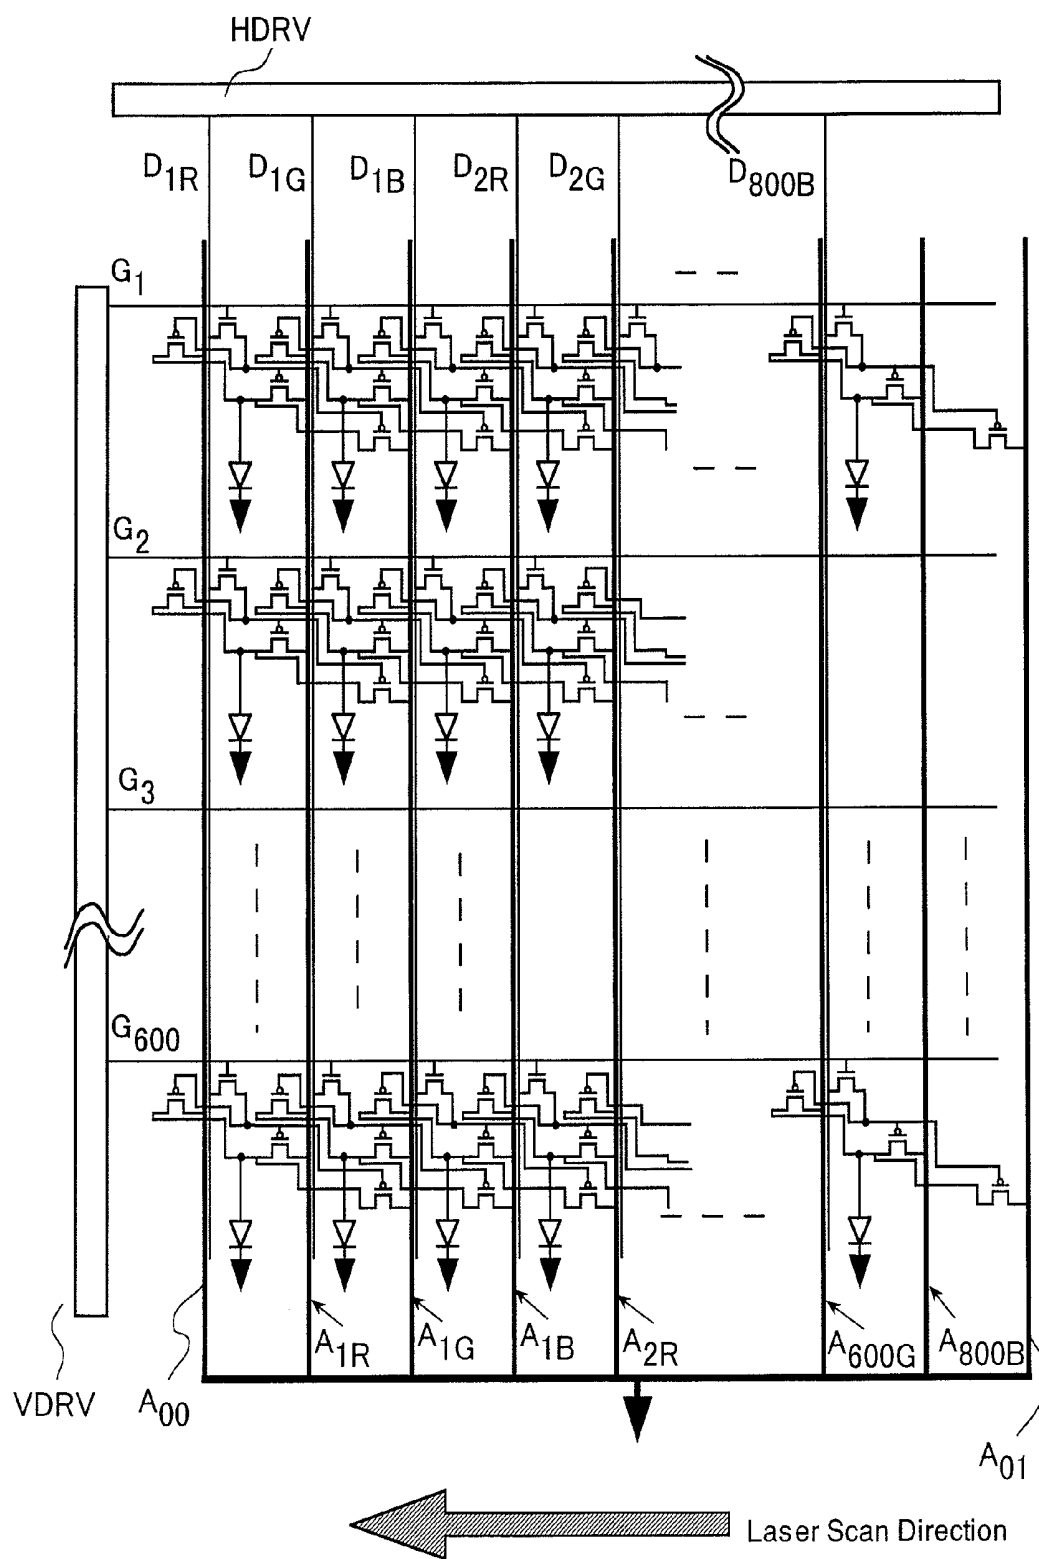 HDRV
D1R D1G D1B D2R D2G D800B
G1
G2
G3
G600
A1R A1G A1B A2R A600G A800B
VDRV A00
A01
Laser Scan Direction